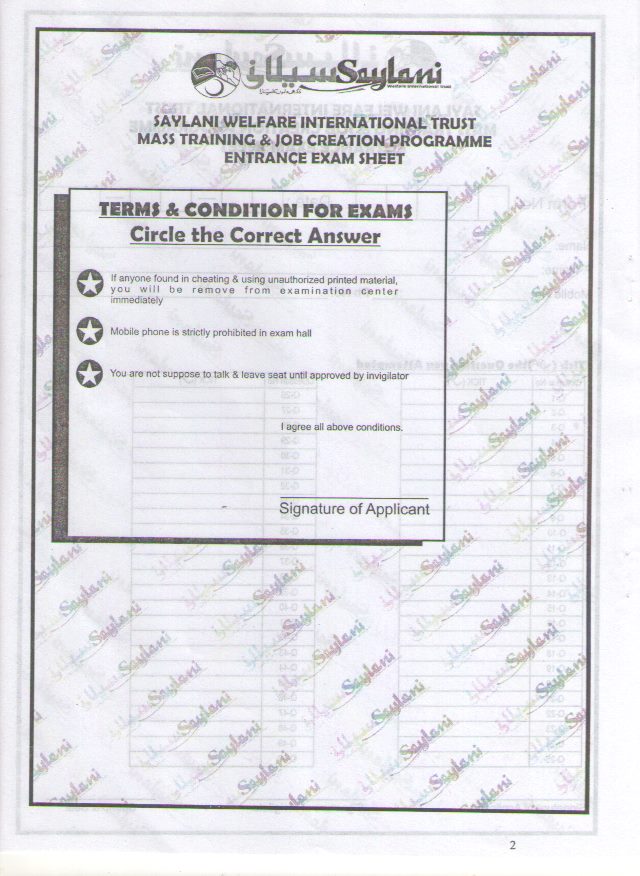 سیلانی Saylani
Welfare International Trust
SAYLANI WELFARE INTERNATIONAL TRUST
MASS TRAINING & JOB CREATION PROGRAMME
ENTRANCE EXAM SHEET
TERMS & CONDITION FOR EXAMS
Circle the Correct Answer
If anyone found in cheating & using unauthorized printed material,
you will be remove from examination center
immediately
Mobile phone is strictly prohibited in exam hall
You are not suppose to talk & leave seat until approved by invigilator
I agree all above conditions.
Signature of Applicant
2